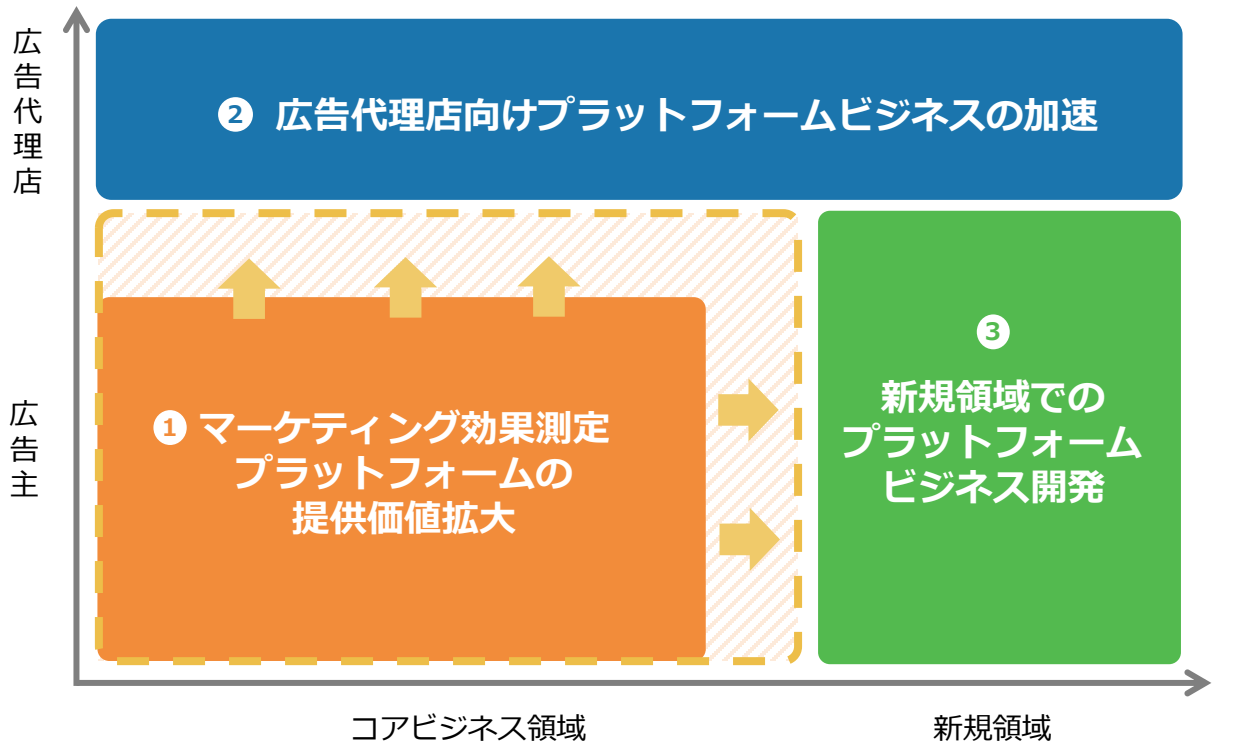 広告代理店
❷ 広告代理店向けプラットフォームビジネスの加速
広告主
❶ マーケティング効果測定
プラットフォームの
提供価値拡大
❸
新規領域での
プラットフォーム
ビジネス開発
コアビジネス領域
新規領域